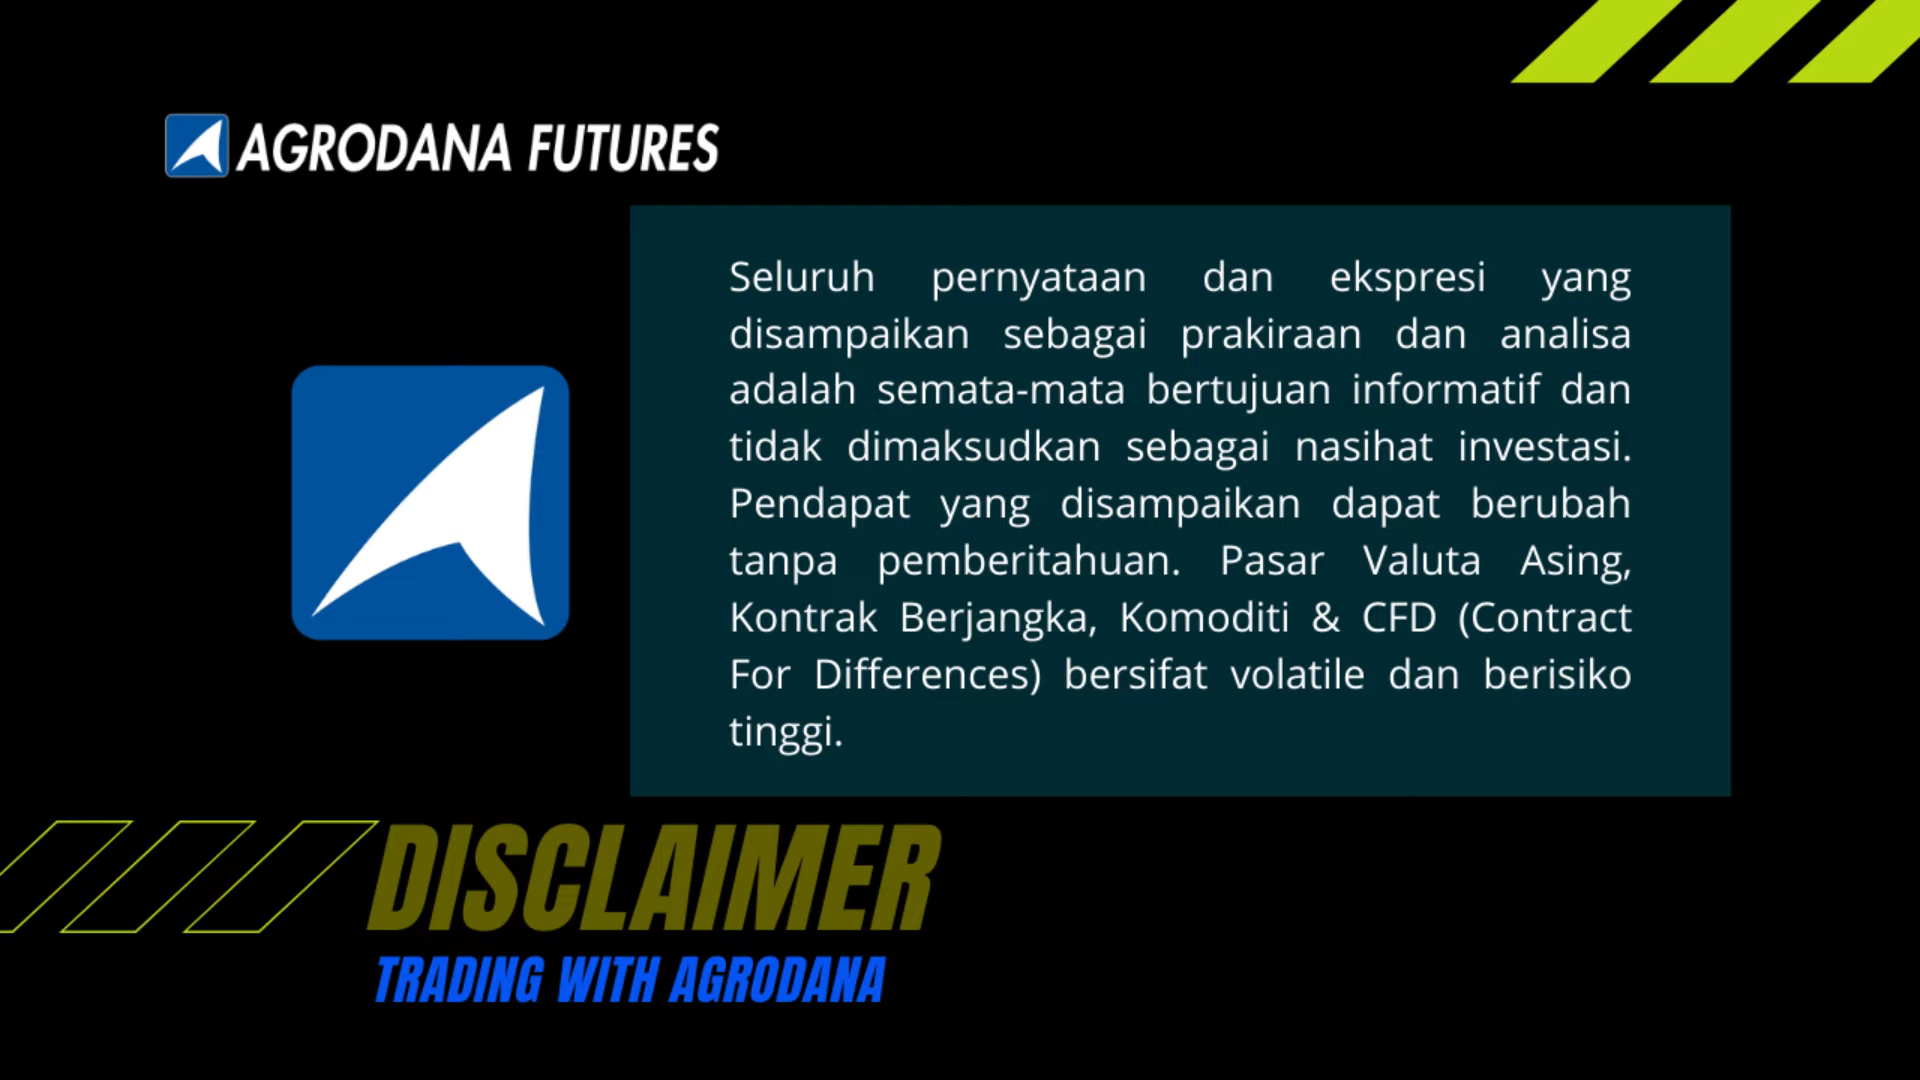 AGRODANA FUTURES
Seluruh pernyataan dan ekspresi yang
disampaikan sebagai prakiraan dan analisa
adalah semata-mata bertujuan informatif dan
tidak dimaksudkan sebagai nasihat investasi.
Pendapat yang disampaikan dapat berubah
tanpa pemberitahuan. Pasar Valuta Asing,
Kontrak Berjangka, Komoditi & CFD (Contract
For Differences) bersifat volatile dan berisiko
tinggi.
DISCLAIMER
TRADING WITH AGRODANA